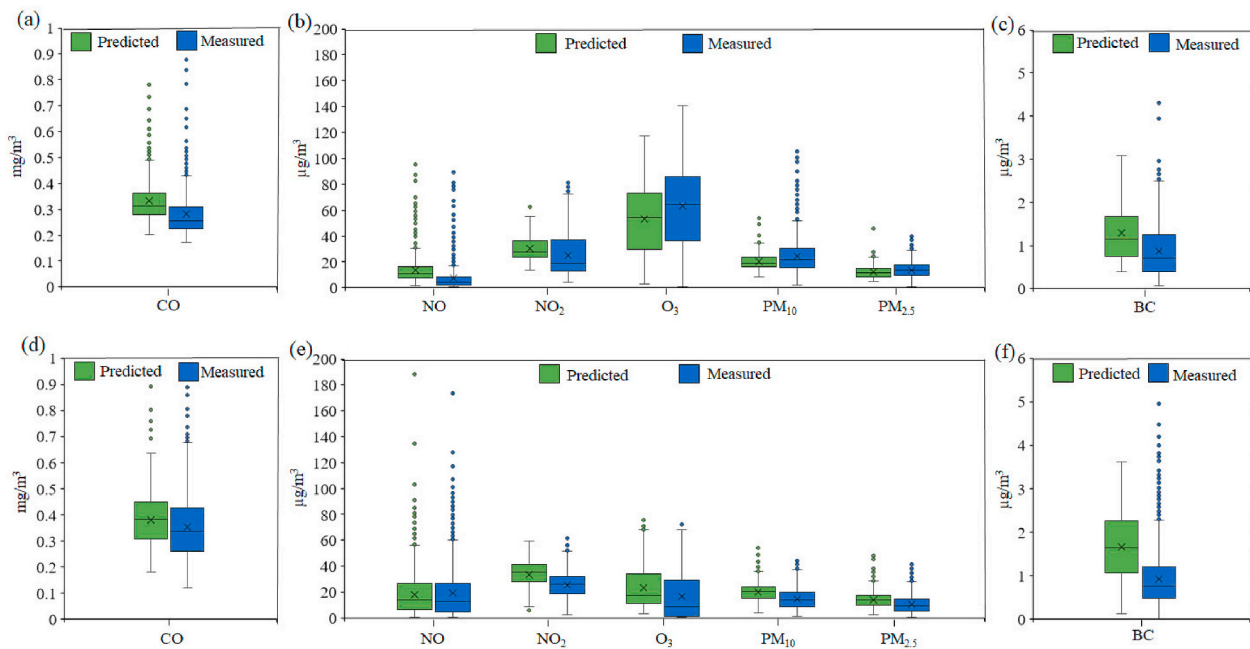 (a)
1
0.9
0.8
0.7
0.6
0.5
0.4
0.3
0.2
0.1
0
mg/m³
Predicted Measured
CO
(b)
200
180
160
140
120
100
80
60
40
20
0
µg/m³
Predicted Measured
NO NO₂ O₃ PM₁₀ PM₂.₅
(c)
6
5
4
3
2
1
0
µg/m³
Predicted Measured
BC
(d)
1
0.9
0.8
0.7
0.6
0.5
0.4
0.3
0.2
0.1
0
mg/m³
Predicted Measured
CO
(e)
200
180
160
140
120
100
80
60
40
20
0
µg/m³
Predicted Measured
NO NO₂ O₃ PM₁₀ PM₂.₅
(f)
6
5
4
3
2
1
0
µg/m³
Predicted Measured
BC